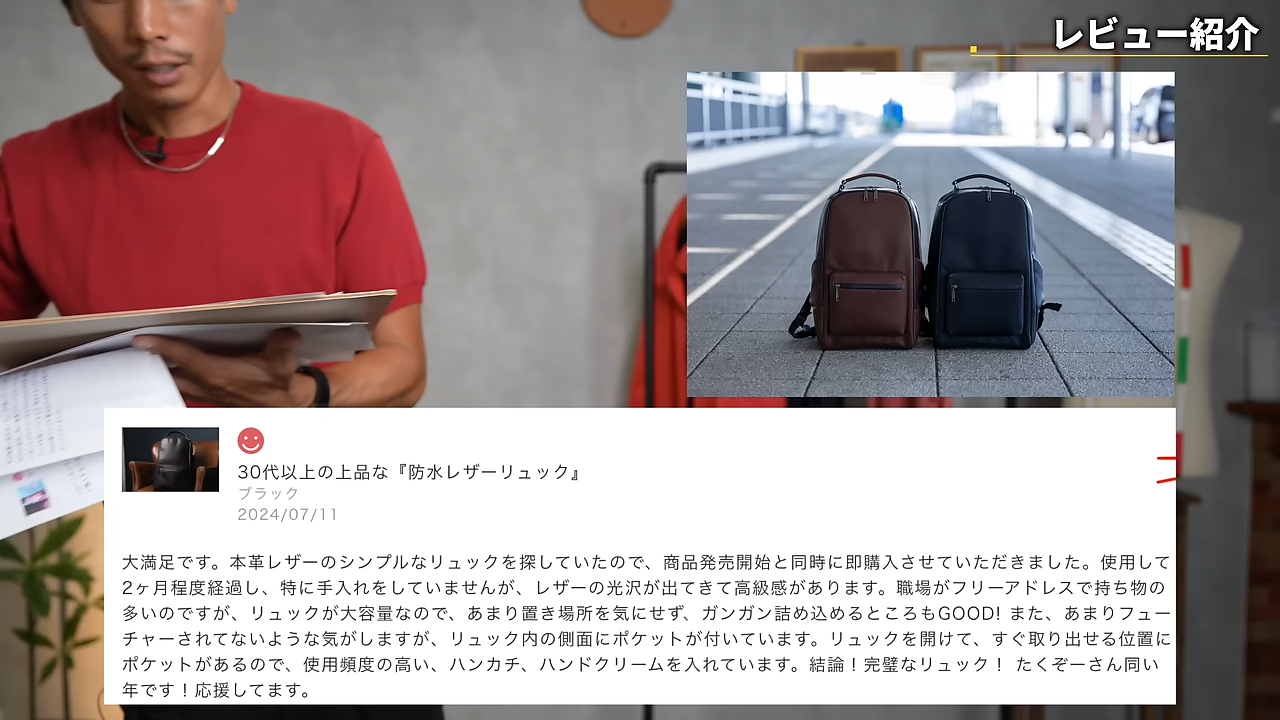 レビュー紹介
30代以上の上品な『防水レザーリュック』
ブラック
2024/07/11
大満足です。本革レザーのシンプルなリュックを探していたので、商品発売開始と同時に即購入させていただきました。使用して
2ヶ月程度経過し、特に手入れをしていませんが、レザーの光沢が出てきて高級感があります。職場がフリーアドレスで持ち物の
多いのですが、リュックが大容量なので、あまり置き場所を気にせず、ガンガン詰め込めるところもGOOD! また、あまりフュー
チャーされてないような気がしますが、リュック内の側面にポケットが付いています。リュックを開けて、すぐ取り出せる位置に
ポケットがあるので、使用頻度の高い、ハンカチ、ハンドクリームを入れています。結論！完璧なリュック！ たくぞーさん同い
年です！応援してます。